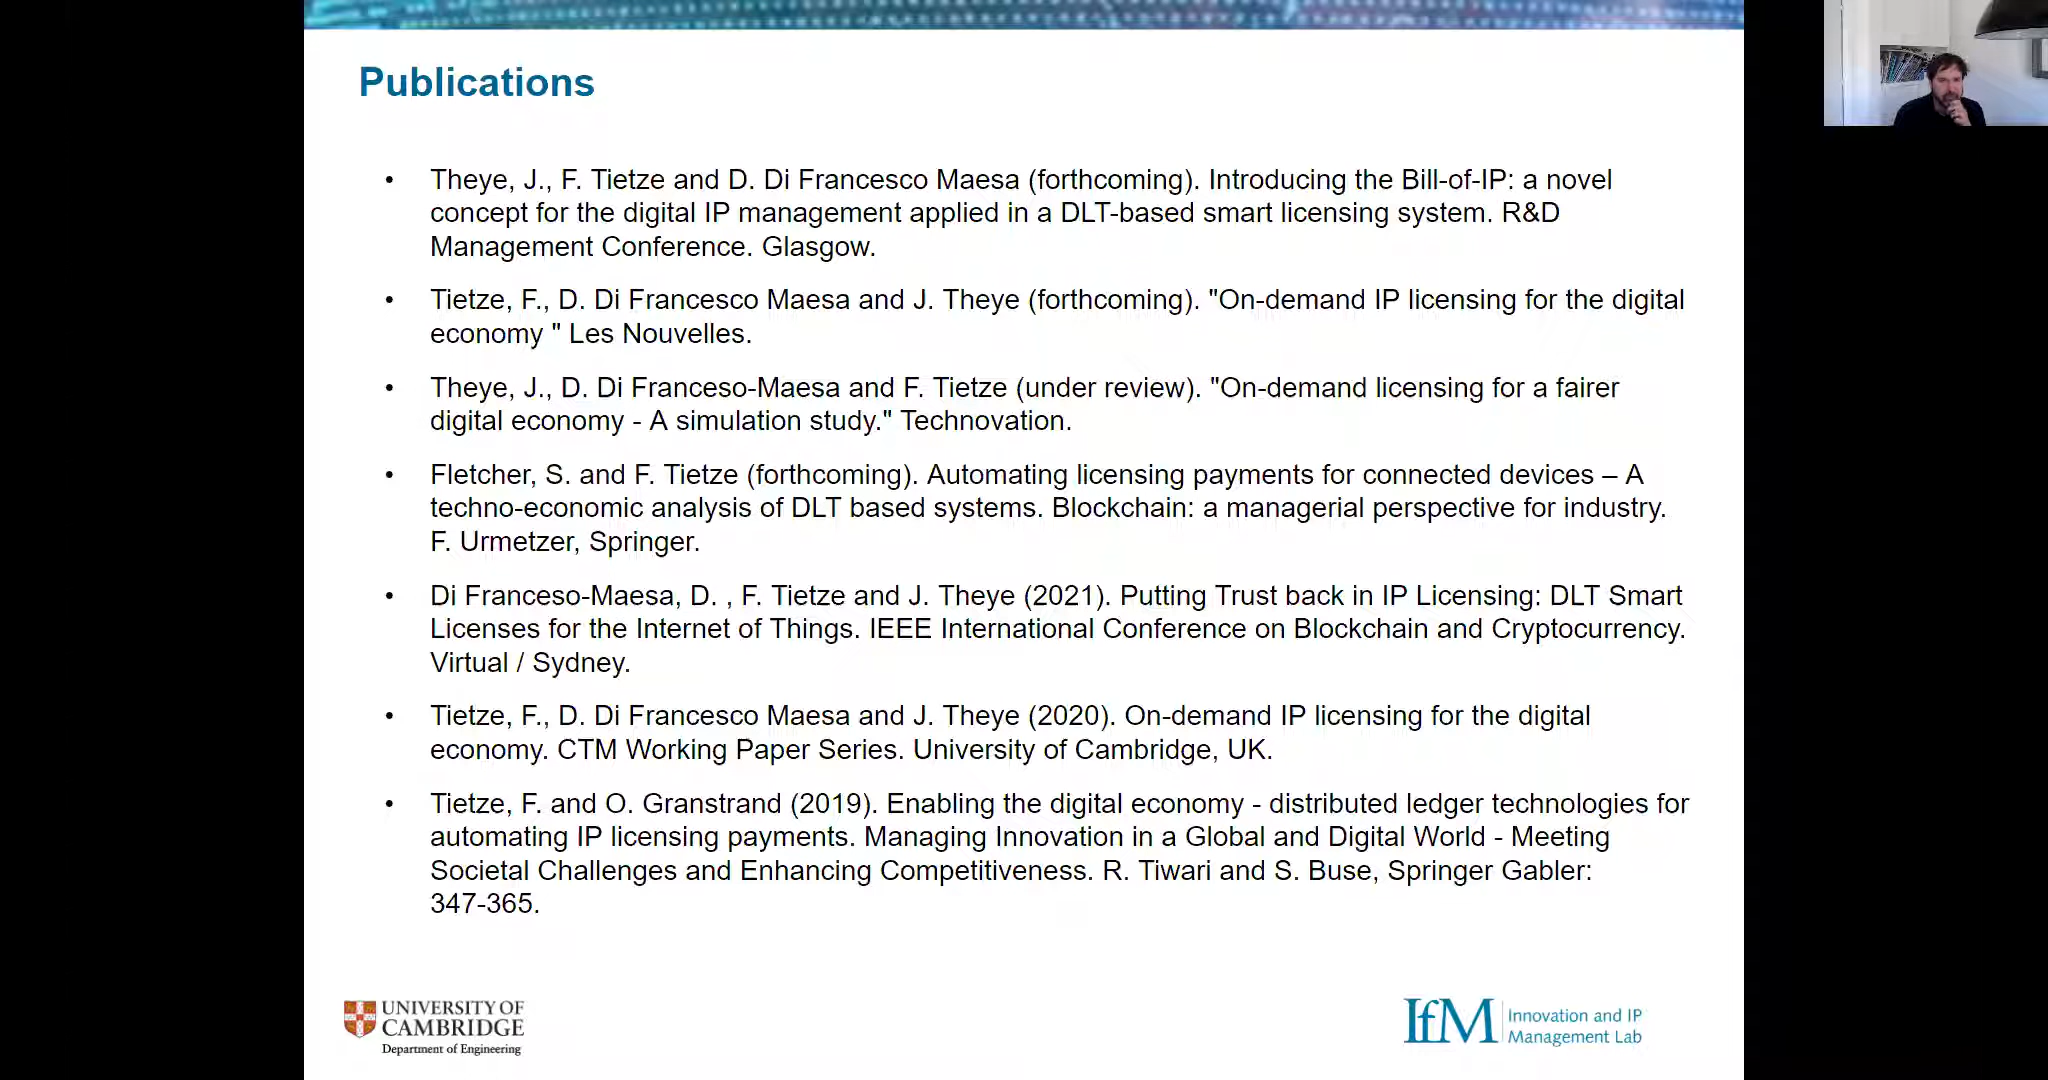 Publications
• Theye, J., F. Tietze and D. Di Francesco Maesa (forthcoming). Introducing the Bill-of-IP: a novel
concept for the digital IP management applied in a DLT-based smart licensing system. R&D
Management Conference. Glasgow.
• Tietze, F., D. Di Francesco Maesa and J. Theye (forthcoming). "On-demand IP licensing for the digital
economy " Les Nouvelles.
• Theye, J., D. Di Franceso-Maesa and F. Tietze (under review). "On-demand licensing for a fairer
digital economy - A simulation study." Technovation.
• Fletcher, S. and F. Tietze (forthcoming). Automating licensing payments for connected devices – A
techno-economic analysis of DLT based systems. Blockchain: a managerial perspective for industry.
F. Urmetzer, Springer.
• Di Franceso-Maesa, D. , F. Tietze and J. Theye (2021). Putting Trust back in IP Licensing: DLT Smart
Licenses for the Internet of Things. IEEE International Conference on Blockchain and Cryptocurrency.
Virtual / Sydney.
• Tietze, F., D. Di Francesco Maesa and J. Theye (2020). On-demand IP licensing for the digital
economy. CTM Working Paper Series. University of Cambridge, UK.
• Tietze, F. and O. Granstrand (2019). Enabling the digital economy - distributed ledger technologies for
automating IP licensing payments. Managing Innovation in a Global and Digital World - Meeting
Societal Challenges and Enhancing Competitiveness. R. Tiwari and S. Buse, Springer Gabler:
347-365.
UNIVERSITY OF
CAMBRIDGE
Department of Engineering
IfM
Innovation and IP
Management Lab